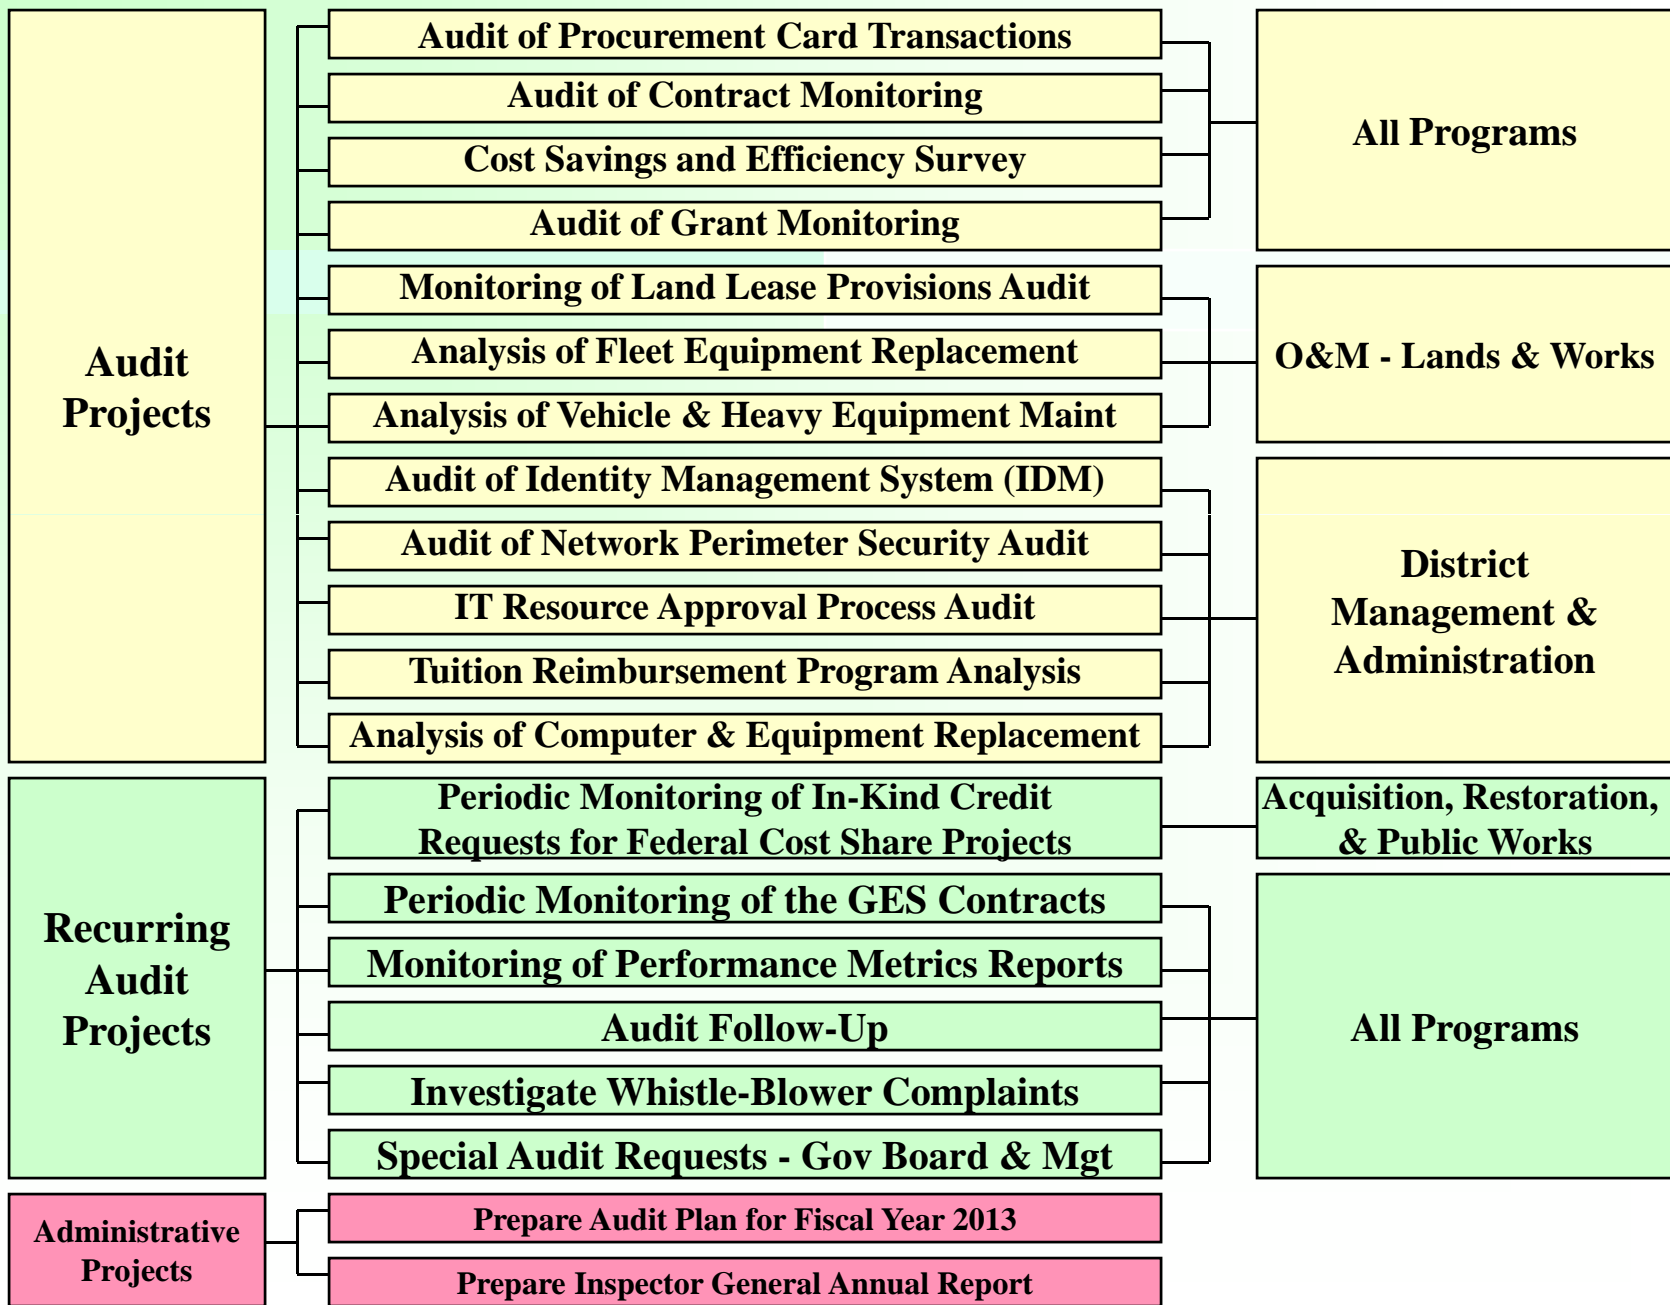 Audit
Projects
Audit of Procurement Card Transactions
Audit of Contract Monitoring
Cost Savings and Efficiency Survey
Audit of Grant Monitoring
All Programs
Monitoring of Land Lease Provisions Audit
Analysis of Fleet Equipment Replacement
Analysis of Vehicle & Heavy Equipment Maint
O&M - Lands & Works
Audit of Identity Management System (IDM)
Audit of Network Perimeter Security Audit
IT Resource Approval Process Audit
Tuition Reimbursement Program Analysis
Analysis of Computer & Equipment Replacement
District
Management &
Administration
Recurring
Audit
Projects
Periodic Monitoring of In-Kind Credit
Requests for Federal Cost Share Projects
Acquisition, Restoration,
& Public Works
Periodic Monitoring of the GES Contracts
Monitoring of Performance Metrics Reports
Audit Follow-Up
Investigate Whistle-Blower Complaints
Special Audit Requests - Gov Board & Mgt
All Programs
Administrative
Projects
Prepare Audit Plan for Fiscal Year 2013
Prepare Inspector General Annual Report